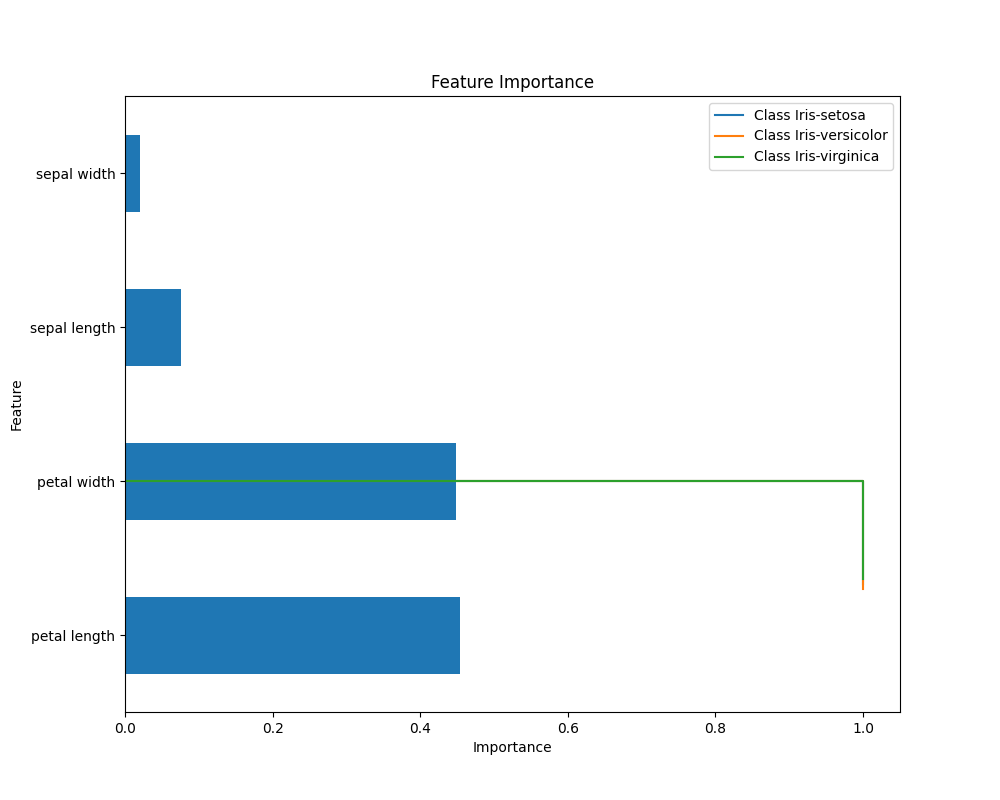 Feature Importance
Class Iris-setosa
Class Iris-versicolor
Class Iris-virginica
sepal width
sepal length
Feature
petal width
petal length
0.0 0.2 0.4 0.6 0.8 1.0
Importance